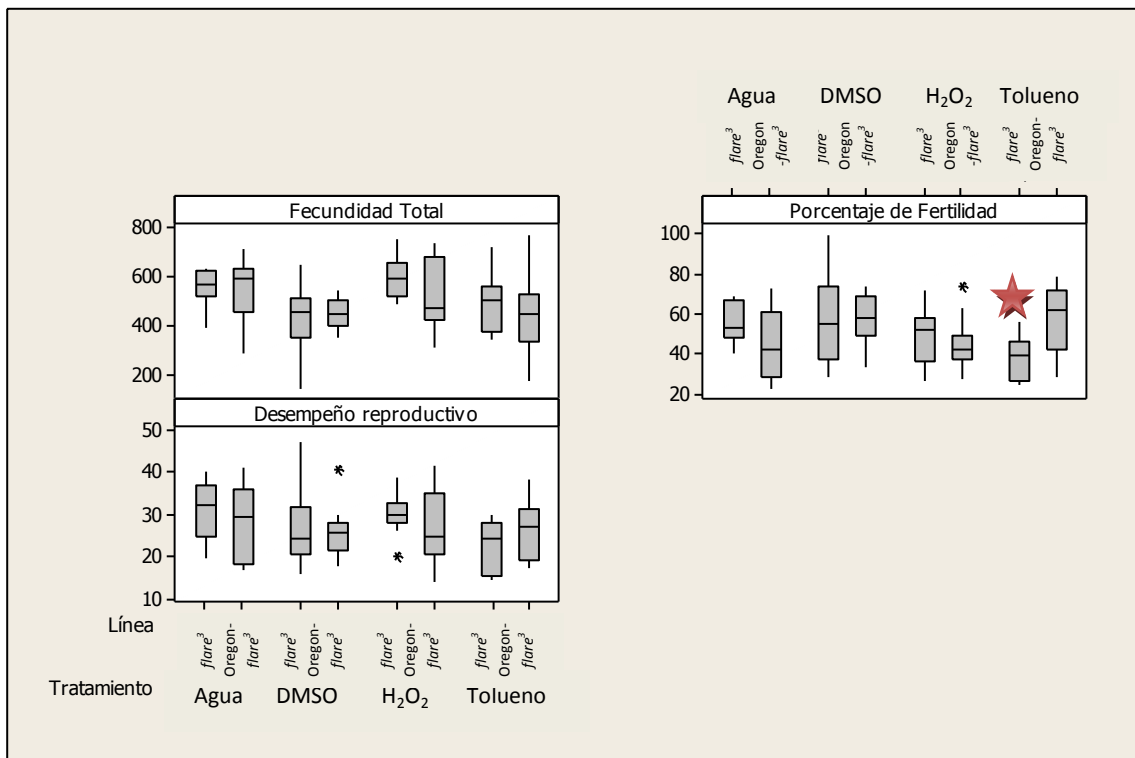 Agua DMSO H₂O₂ Tolueno
flare³ Oregon -flare³ flare Oregon -flare³ flare³ Oregon -flare³ flare³ Oregon- flare³
Fecundidad Total
800
600
400
200
Porcentaje de Fertilidad
100
80
60
40
20
Desempeño reproductivo
50
40
30
20
10
Línea
flare³ Oregon- flare³ flare³ Oregon- flare³ flare³ Oregon- flare³ flare³ Oregon- flare³
Tratamiento
Agua DMSO H₂O₂ Tolueno